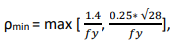 ρmin = max [ 1.4/fy, 0.25* √28/fy ],